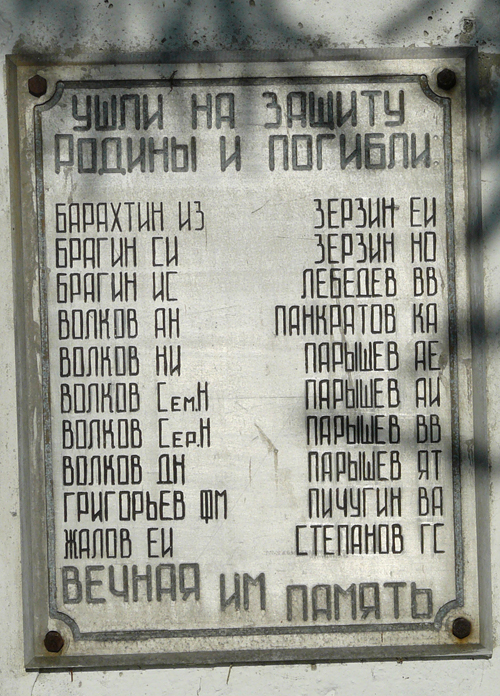 УШЛИ НА ЗАЩИТУ
РОДИНЫ И ПОГИБЛИ
БАРАХТИН ИЗ
БРАГИН СИ
БРАГИН ИС
ВОЛКОВ АН
ВОЛКОВ НИ
ВОЛКОВ Сем.Н
ВОЛКОВ Сер.Н
ВОЛКОВ ДН
ГРИГОРЬЕВ ФМ
ЖАЛОВ ЕИ
ЗЕРЗИН ЕИ
ЗЕРЗИН НО
ЛЕБЕДЕВ ВВ
ПАНКРАТОВ КА
ПАРЫШЕВ АЕ
ПАРЫШЕВ АИ
ПАРЫШЕВ ВВ
ПАРЫШЕВ ЯТ
ПИЧУГИН ВА
СТЕПАНОВ ГС
ВЕЧНАЯ ИМ ПАМЯТЬ